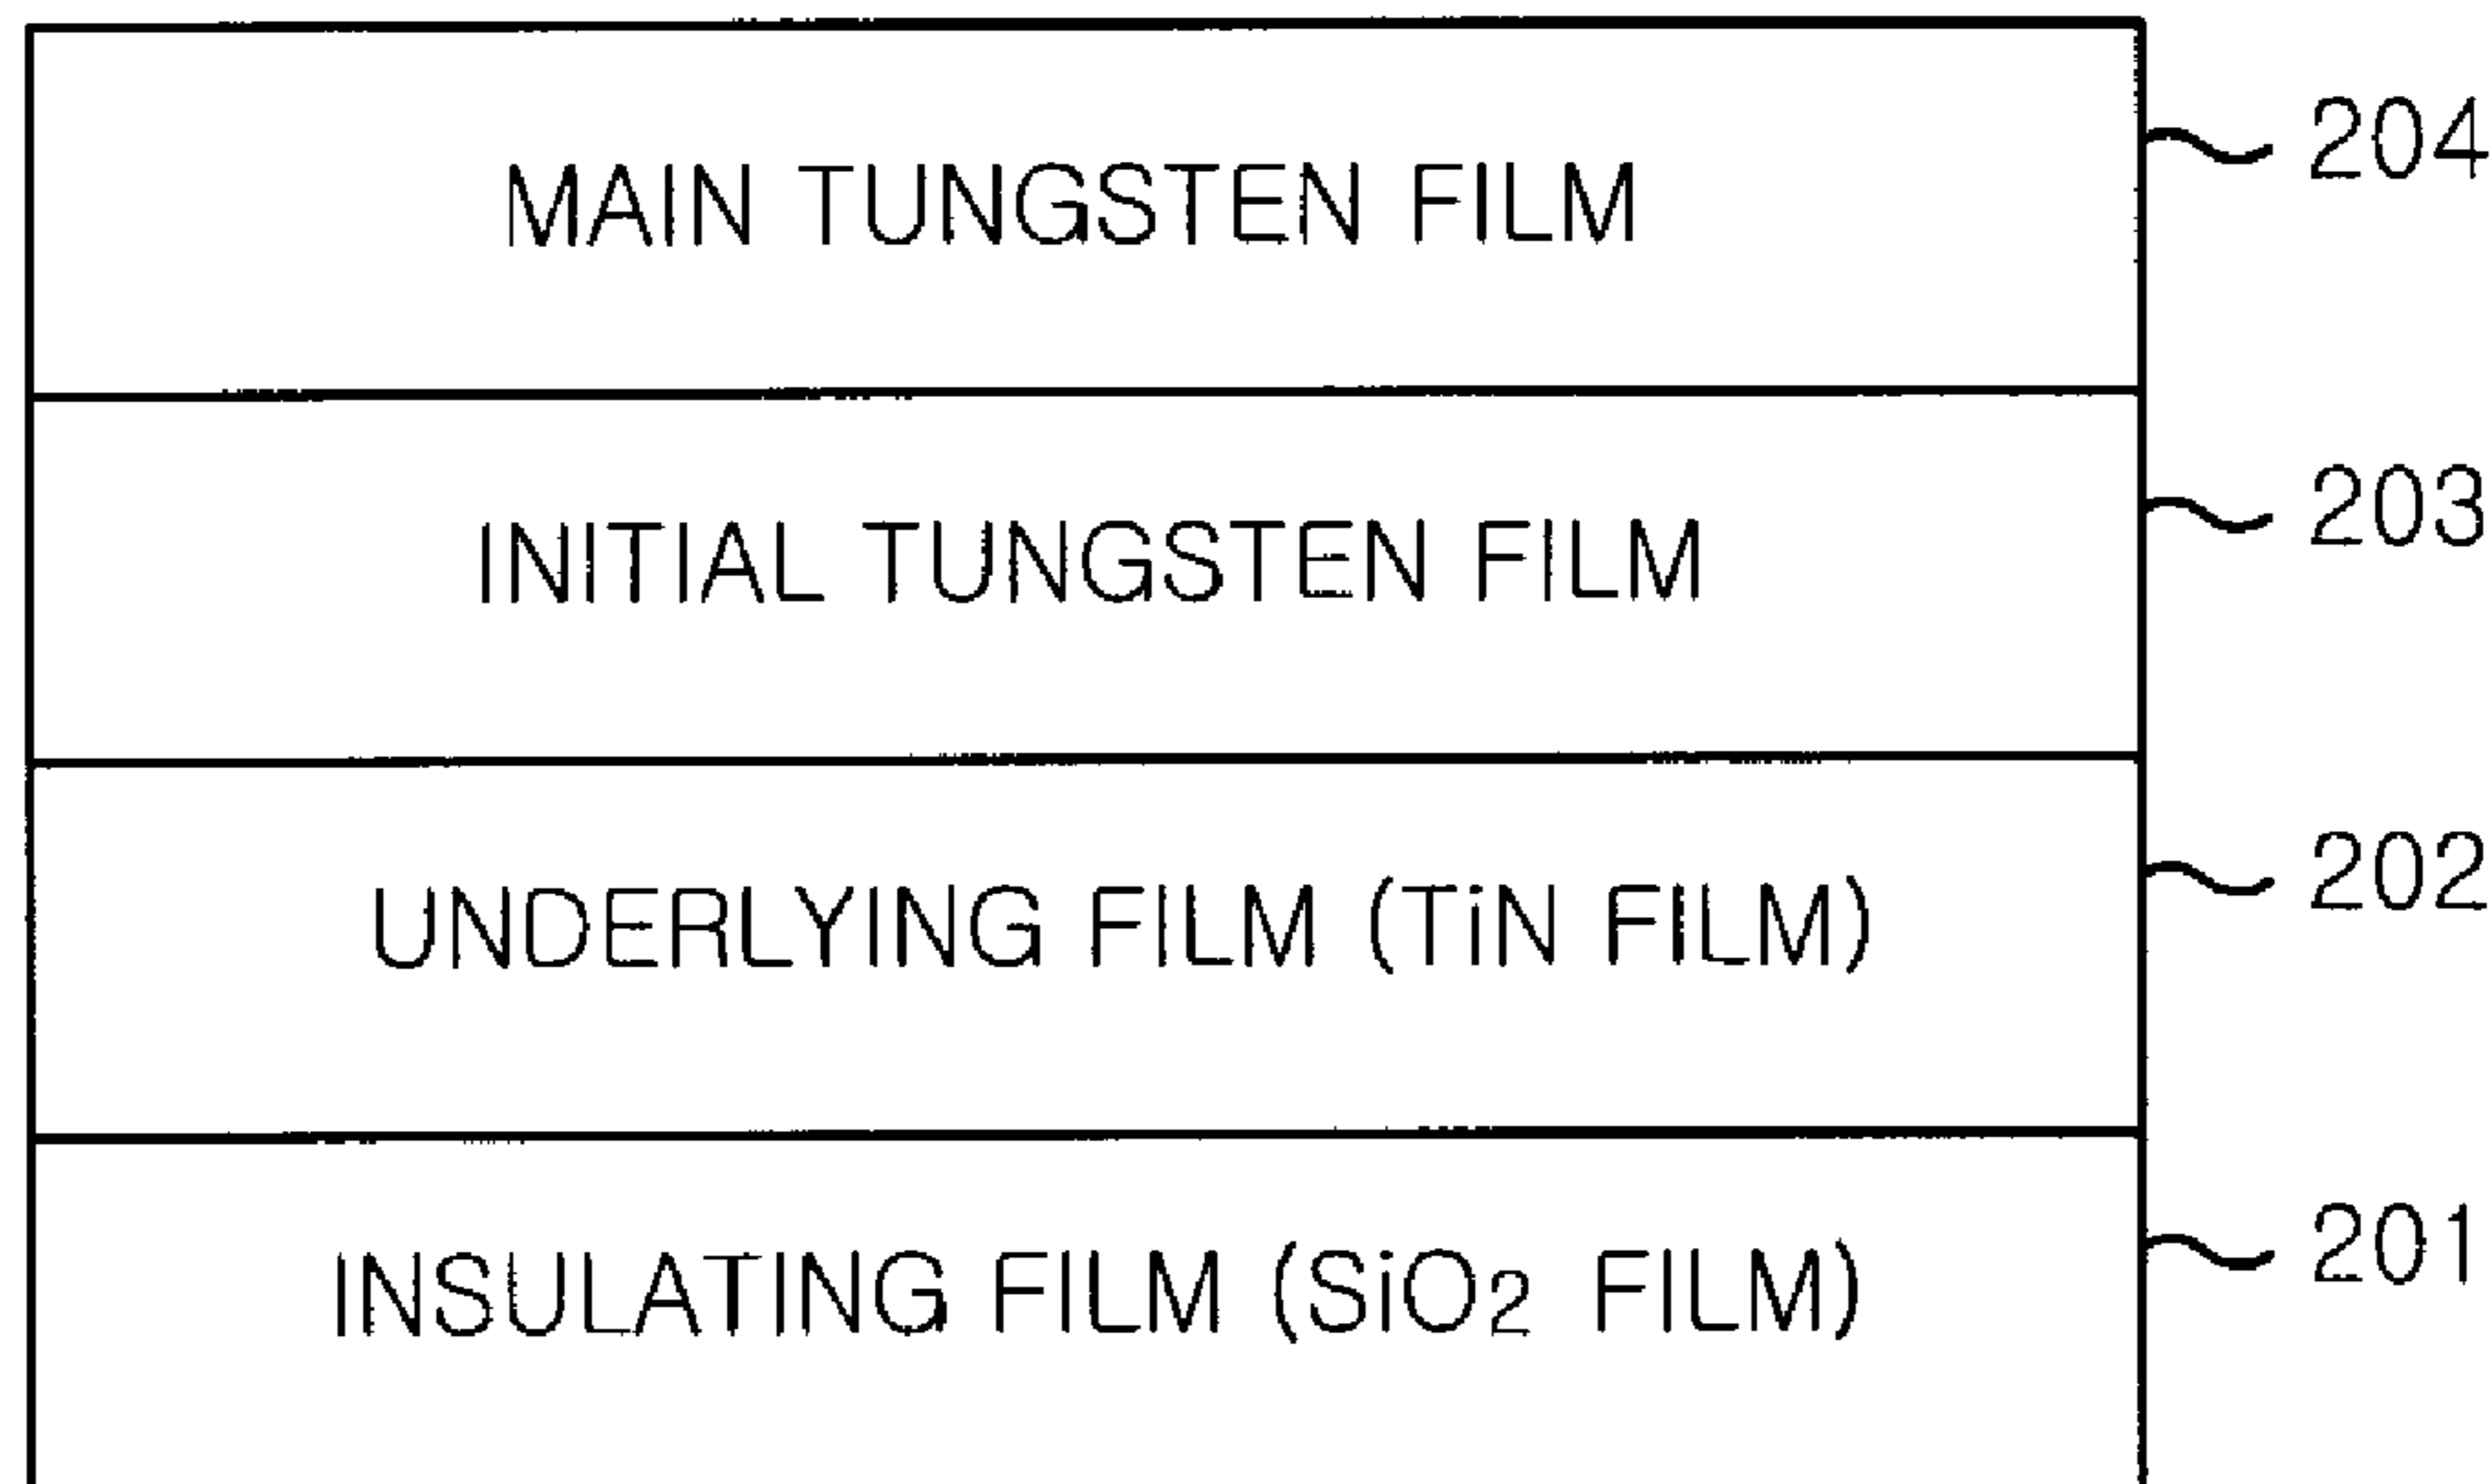 MAIN TUNGSTEN FILM 204
INITIAL TUNGSTEN FILM 203
UNDERLYING FILM (TiN FILM) 202
INSULATING FILM (SiO2 FILM) 201